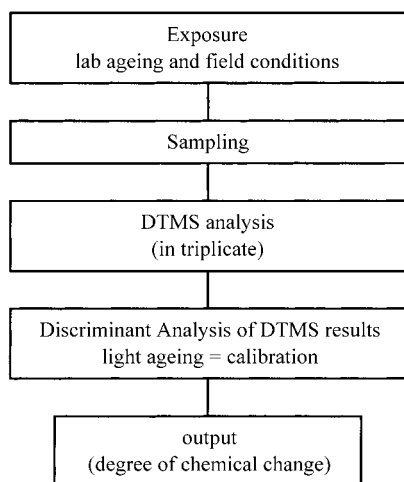 Exposure
lab ageing and field conditions
Sampling
DTMS analysis
(in triplicate)
Discriminant Analysis of DTMS results
light ageing = calibration
output
(degree of chemical change)